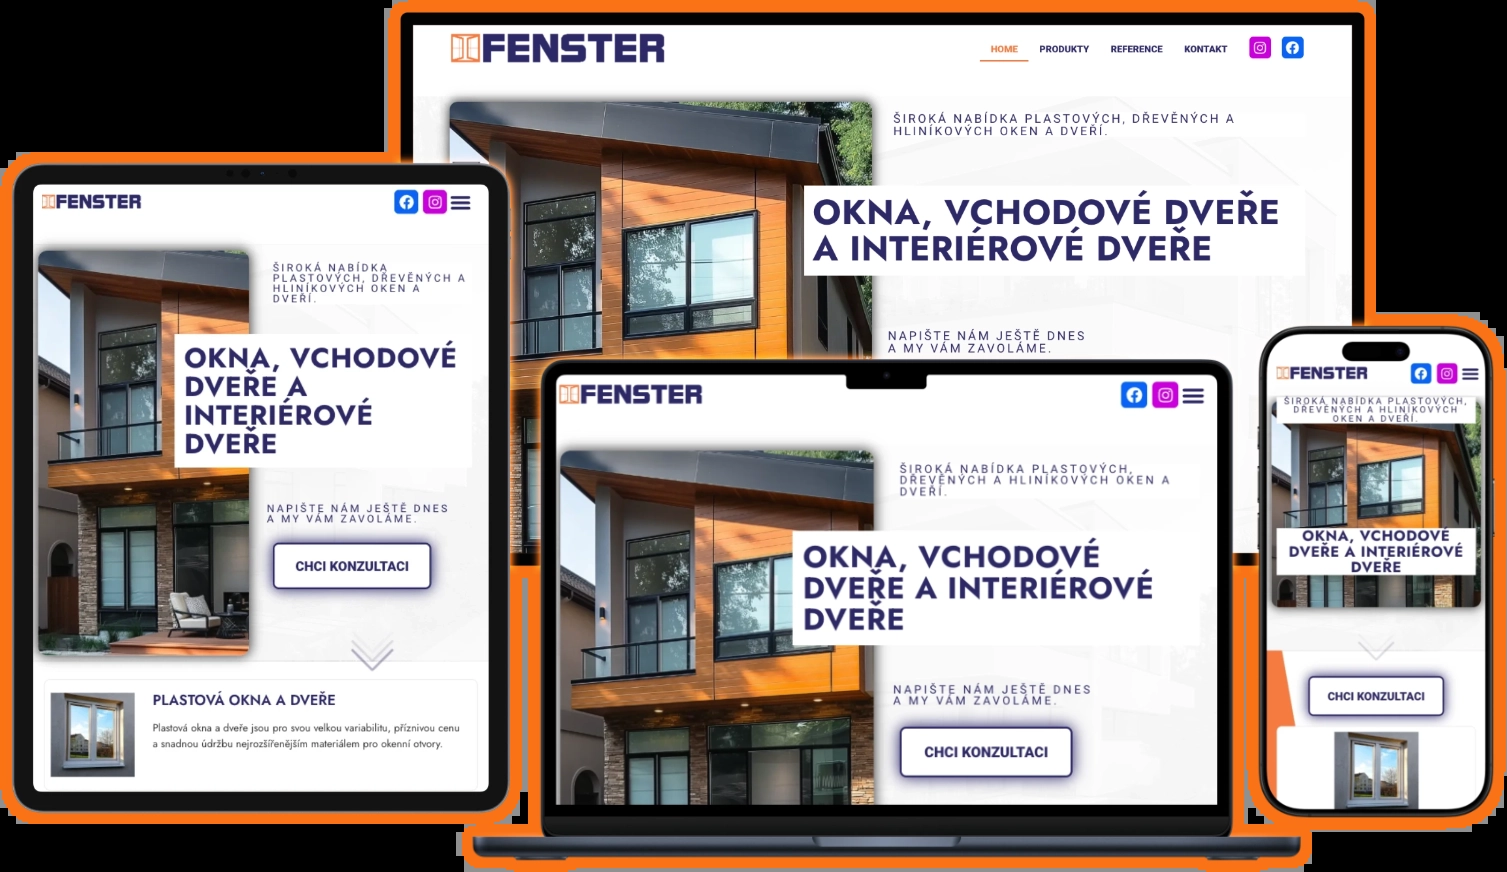 FENSTER
HOME PRODUKTY REFERENCE KONTAKT
ŠIROKÁ NABÍDKA PLASTOVÝCH, DŘEVĚNÝCH A
HLINÍKOVÝCH OKEN A DVEŘÍ.
OKNA, VCHODOVÉ DVEŘE
A INTERIÉROVÉ DVEŘE
NAPIŠTE NÁM JEŠTĚ DNES
A MY VÁM ZAVOLÁME.
FENSTER
ŠIROKÁ NABÍDKA
PLASTOVÝCH, DŘEVĚNÝCH A
HLINÍKOVÝCH OKEN A
DVEŘÍ.
OKNA, VCHODOVÉ
DVEŘE A
INTERIÉROVÉ
DVEŘE
NAPIŠTE NÁM JEŠTĚ DNES
A MY VÁM ZAVOLÁME.
CHCI KONZULTACI
PLASTOVÁ OKNA A DVEŘE
Plastová okna a dveře jsou pro svou velkou variabilitu, příznivou cenu
a snadnou údržbu nejrozšířenějším materiálem pro okenní otvory.
FENSTER
ŠIROKÁ NABÍDKA PLASTOVÝCH,
DŘEVĚNÝCH A HLINÍKOVÝCH OKEN A
DVEŘÍ.
OKNA, VCHODOVÉ
DVEŘE A INTERIÉROVÉ
DVEŘE
NAPIŠTE NÁM JEŠTĚ DNES
A MY VÁM ZAVOLÁME.
CHCI KONZULTACI
FENSTER
ŠIROKÁ NABÍDKA PLASTOVÝCH,
DŘEVĚNÝCH A HLINÍKOVÝCH
OKEN A DVEŘÍ.
OKNA, VCHODOVÉ
DVEŘE A INTERIÉROVÉ
DVEŘE
CHCI KONZULTACI